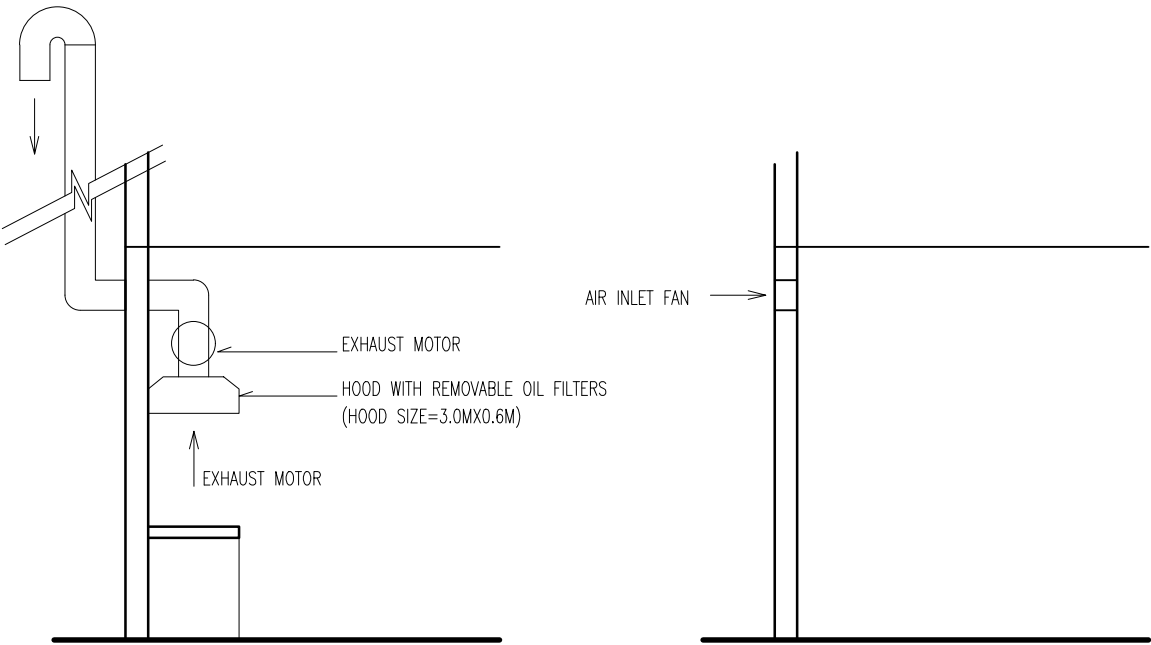 AIR INLET FAN
EXHAUST MOTOR
HOOD WITH REMOVABLE OIL FILTERS
(HOOD SIZE=3.0MX0.6M)
EXHAUST MOTOR